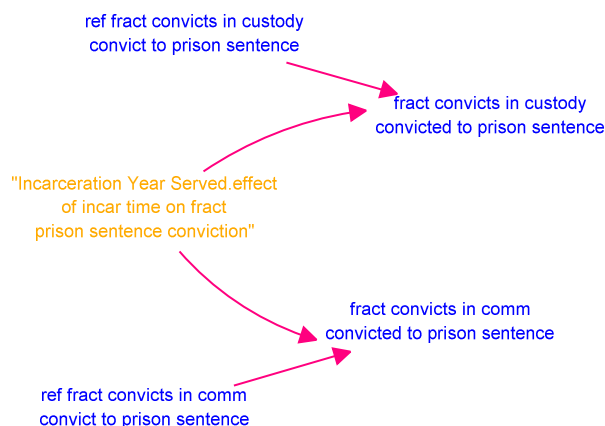 ref fract convicts in custody
convict to prison sentence
fract convicts in custody
convicted to prison sentence
"Incarceration Year Served.effect
of incar time on fract
prison sentence conviction"
fract convicts in comm
convicted to prison sentence
ref fract convicts in comm
convict to prison sentence